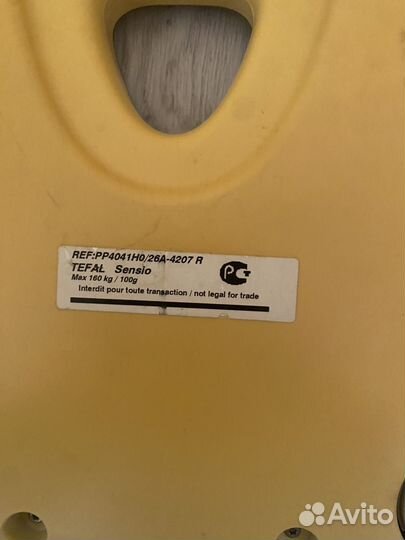 REF:PP4041H0/26A-4207 R
TEFAL Sensio
Max 160 kg / 100g
Interdit pour toute transaction / not legal for trade
Avito